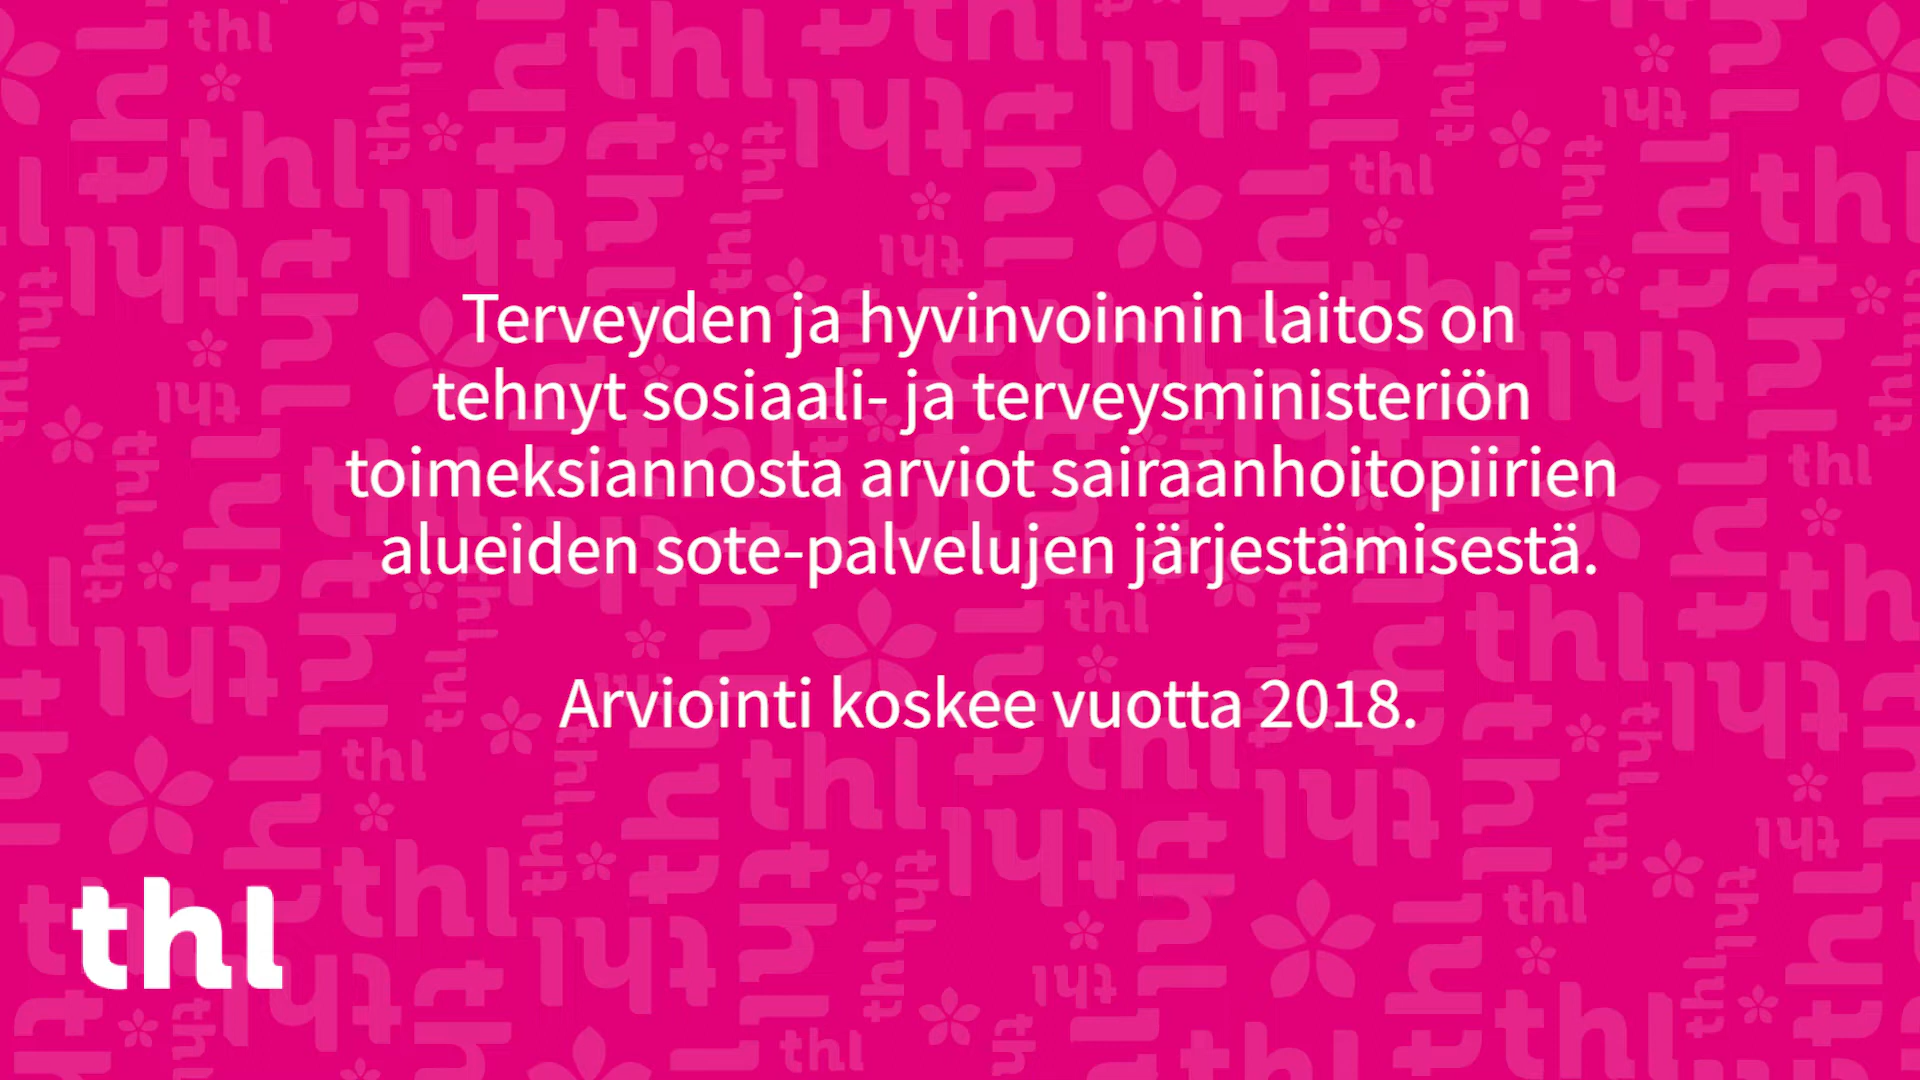 Terveyden ja hyvinvoinnin laitos on
tehnyt sosiaali- ja terveysministeriön
toimeksiannosta arviot sairaanhoitopiirien
alueiden sote-palvelujen järjestämisestä.
Arviointi koskee vuotta 2018.
thl